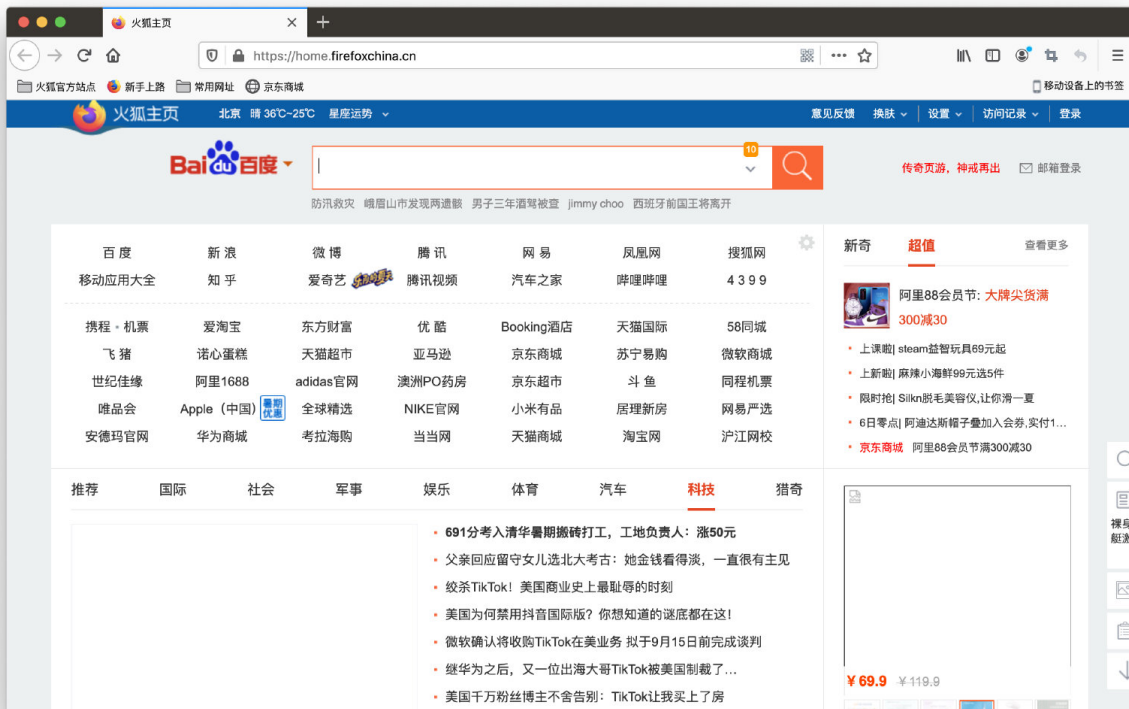 火狐主页
https://home.firefoxchina.cn
火狐官方站点 新手上路 常用网址 京东商城 移动设备上的书签
火狐主页 北京 晴 36℃~25℃ 星座运势 意见反馈 换肤 设置 访问记录 登录
Bai du 百度 10 传奇页游，神戒再出 邮箱登录
防汛救灾 峨眉山市发现两遗骸 男子三年酒驾被查 jimmy choo 西班牙前国王将离开
百 度 新 浪 微 博 腾 讯 网 易 凤凰网 搜狐网
移动应用大全 知 乎 爱奇艺 腾讯视频 汽车之家 哔哩哔哩 4 3 9 9
携程 • 机票 爱淘宝 东方财富 优 酷 Booking酒店 天猫国际 58同城
飞 猪 诺心蛋糕 天猫超市 亚马逊 京东商城 苏宁易购 微软商城
世纪佳缘 阿里1688 adidas官网 澳洲PO药房 京东超市 斗 鱼 同程机票
唯品会 Apple（中国） 暑期优惠 全球精选 NIKE官网 小米有品 居理新房 网易严选
安德玛官网 华为商城 考拉海购 当当网 天猫商城 淘宝网 沪江网校
新奇 超值 查看更多
阿里88会员节: 大牌尖货满
300减30
上课啦| steam益智玩具69元起
上新啦| 麻辣小海鲜99元选5件
限时抢| Silkn脱毛美容仪,让你滑一夏
6日零点| 阿迪达斯帽子叠加入会券,实付1...
京东商城 阿里88会员节满300减30
推荐 国际 社会 军事 娱乐 体育 汽车 科技 猎奇
691分考入清华暑期搬砖打工，工地负责人：涨50元
父亲回应留守女儿选北大考古：她金钱看得淡，一直很有主见
绞杀TikTok！美国商业史上最耻辱的时刻
美国为何禁用抖音国际版？你想知道的谜底都在这！
微软确认将收购TikTok在美业务 拟于9月15日前完成谈判
继华为之后，又一位出海大哥TikTok被美国制裁了…
美国千万粉丝博主不舍告别：TikTok让我买上了房
¥ 69.9 ¥ 119.9